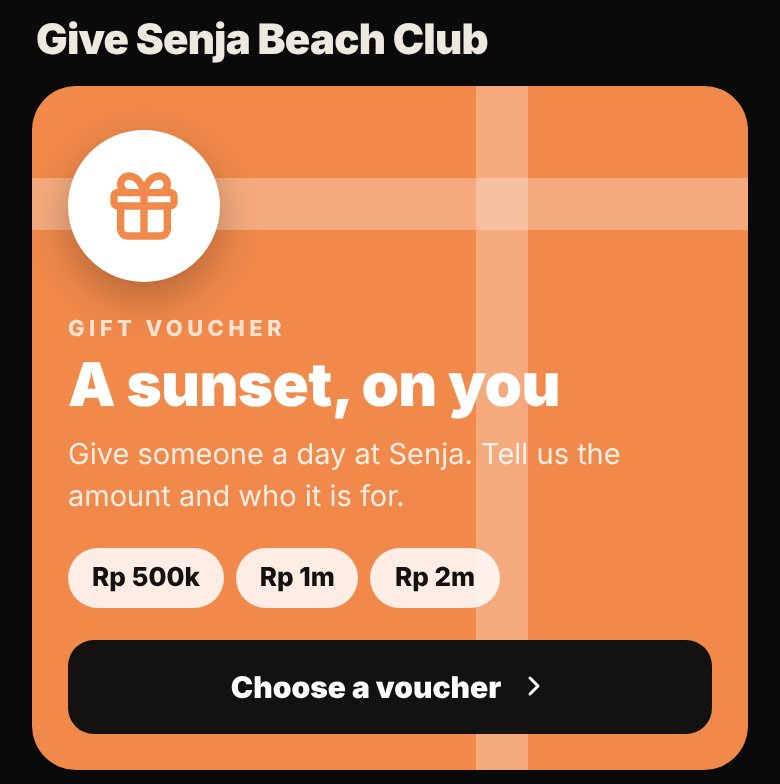 Give Senja Beach Club
GIFT VOUCHER
A sunset, on you
Give someone a day at Senja. Tell us the
amount and who it is for.
Rp 500k Rp 1m Rp 2m
Choose a voucher